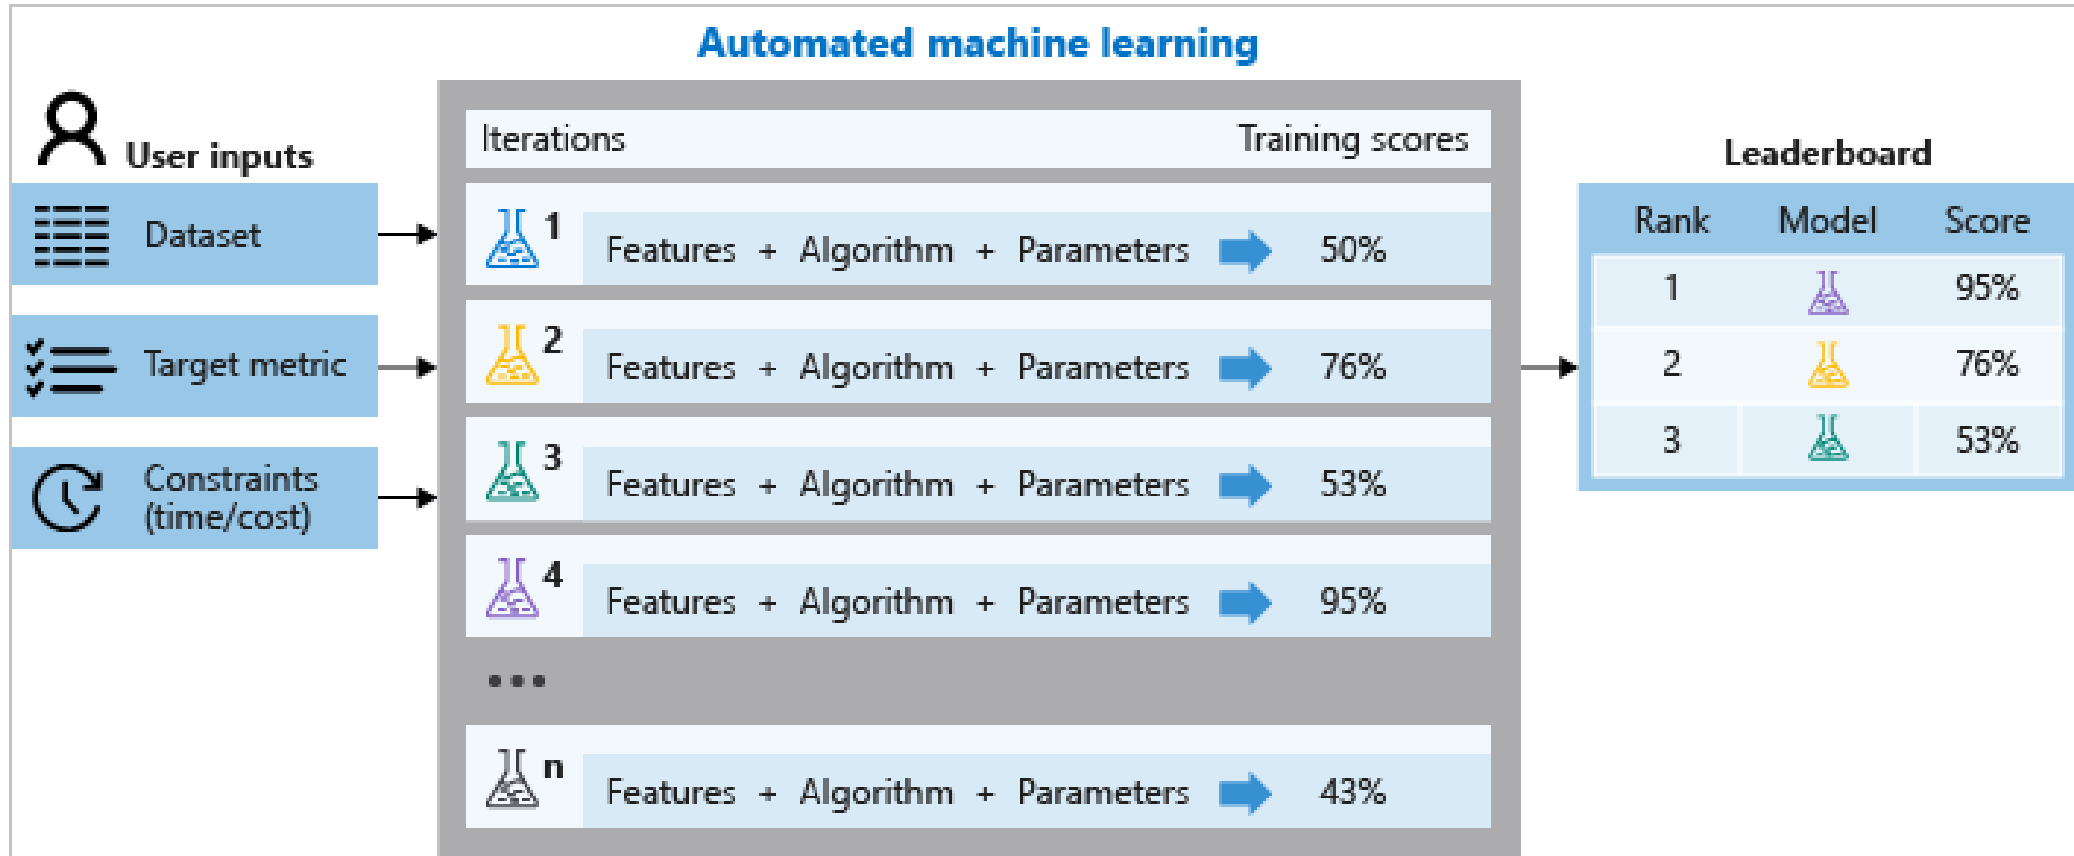 Automated machine learning
User inputs
Dataset
Target metric
Constraints
(time/cost)
Iterations Training scores
1 Features + Algorithm + Parameters 50%
2 Features + Algorithm + Parameters 76%
3 Features + Algorithm + Parameters 53%
4 Features + Algorithm + Parameters 95%
•••
n Features + Algorithm + Parameters 43%
Leaderboard
Rank Model Score
1 95%
2 76%
3 53%